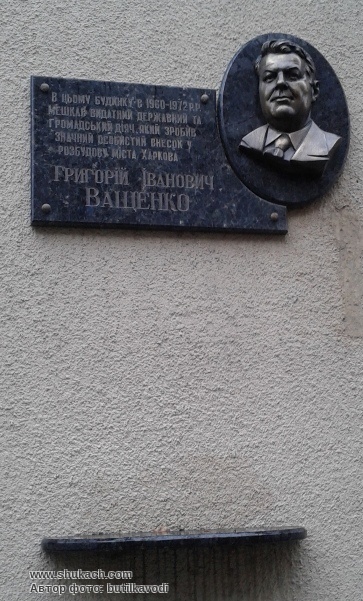 В ЦЬОМУ БУДИНКУ В 1960-1972 Р.Р.
МЕШКАВ ВИДАТНИЙ ДЕРЖАВНИЙ ТА
ГРОМАДСЬКИЙ ДІЯЧ, ЯКИЙ ЗРОБИВ
ЗНАЧНИЙ ОСОБИСТИЙ ВНЕСОК У
РОЗБУДОВУ МІСТА ХАРКОВА
ГРИГОРІЙ ІВАНОВИЧ
ВАЩЕНКО
www.shukach.com
Автор фото: butilkavodi